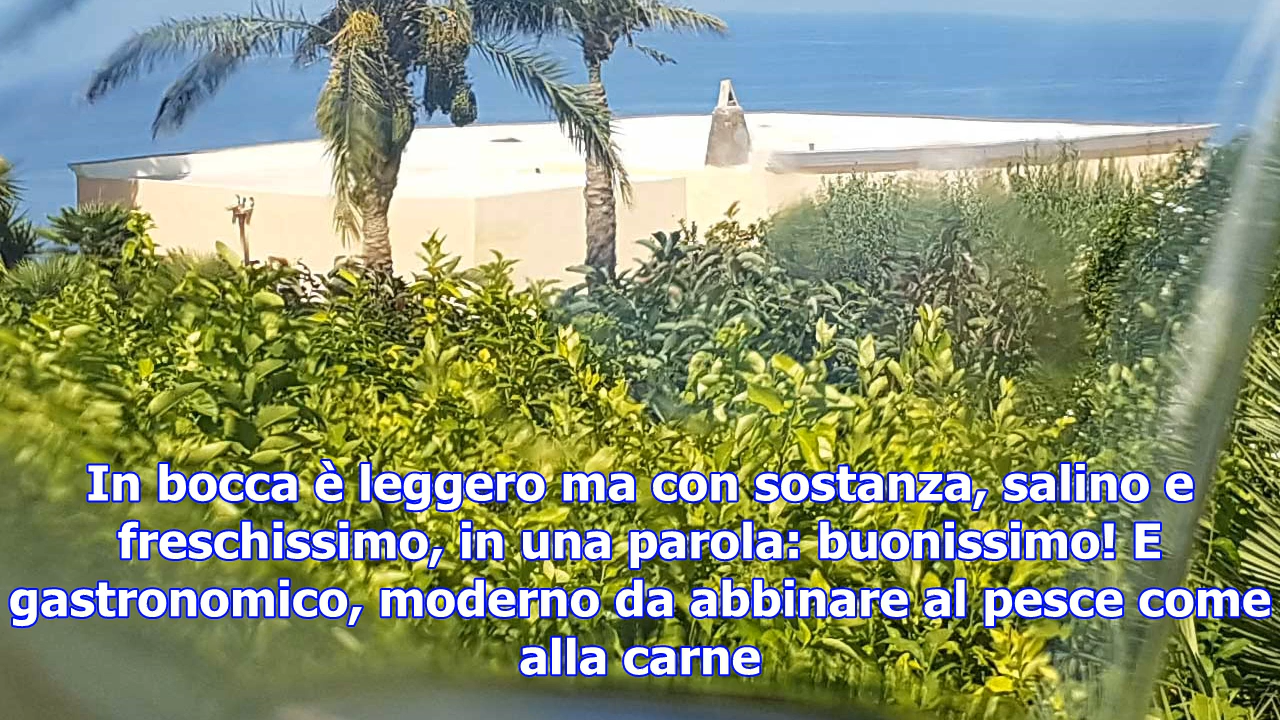 In bocca è leggero ma con sostanza, salino e
freschissimo, in una parola: buonissimo! E
gastronomico, moderno da abbinare al pesce come
alla carne